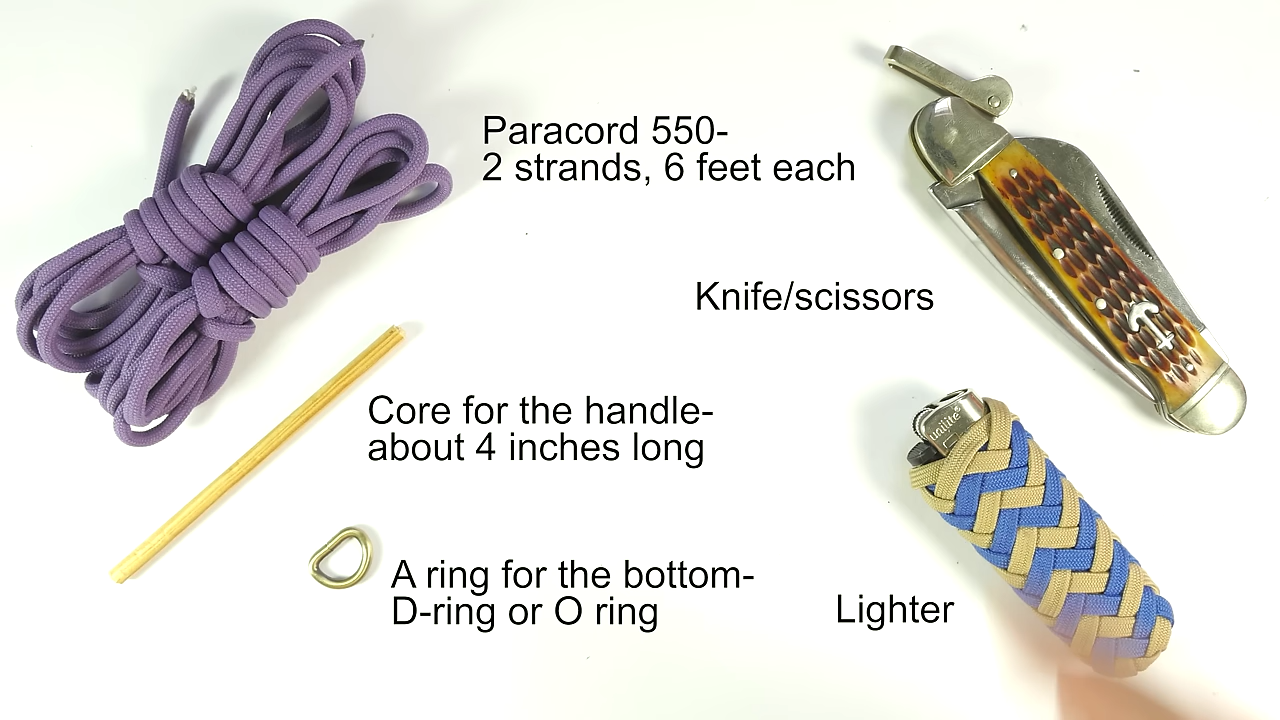 Paracord 550-
2 strands, 6 feet each
Knife/scissors
Core for the handle-
about 4 inches long
A ring for the bottom-
D-ring or O ring
Lighter
unilite